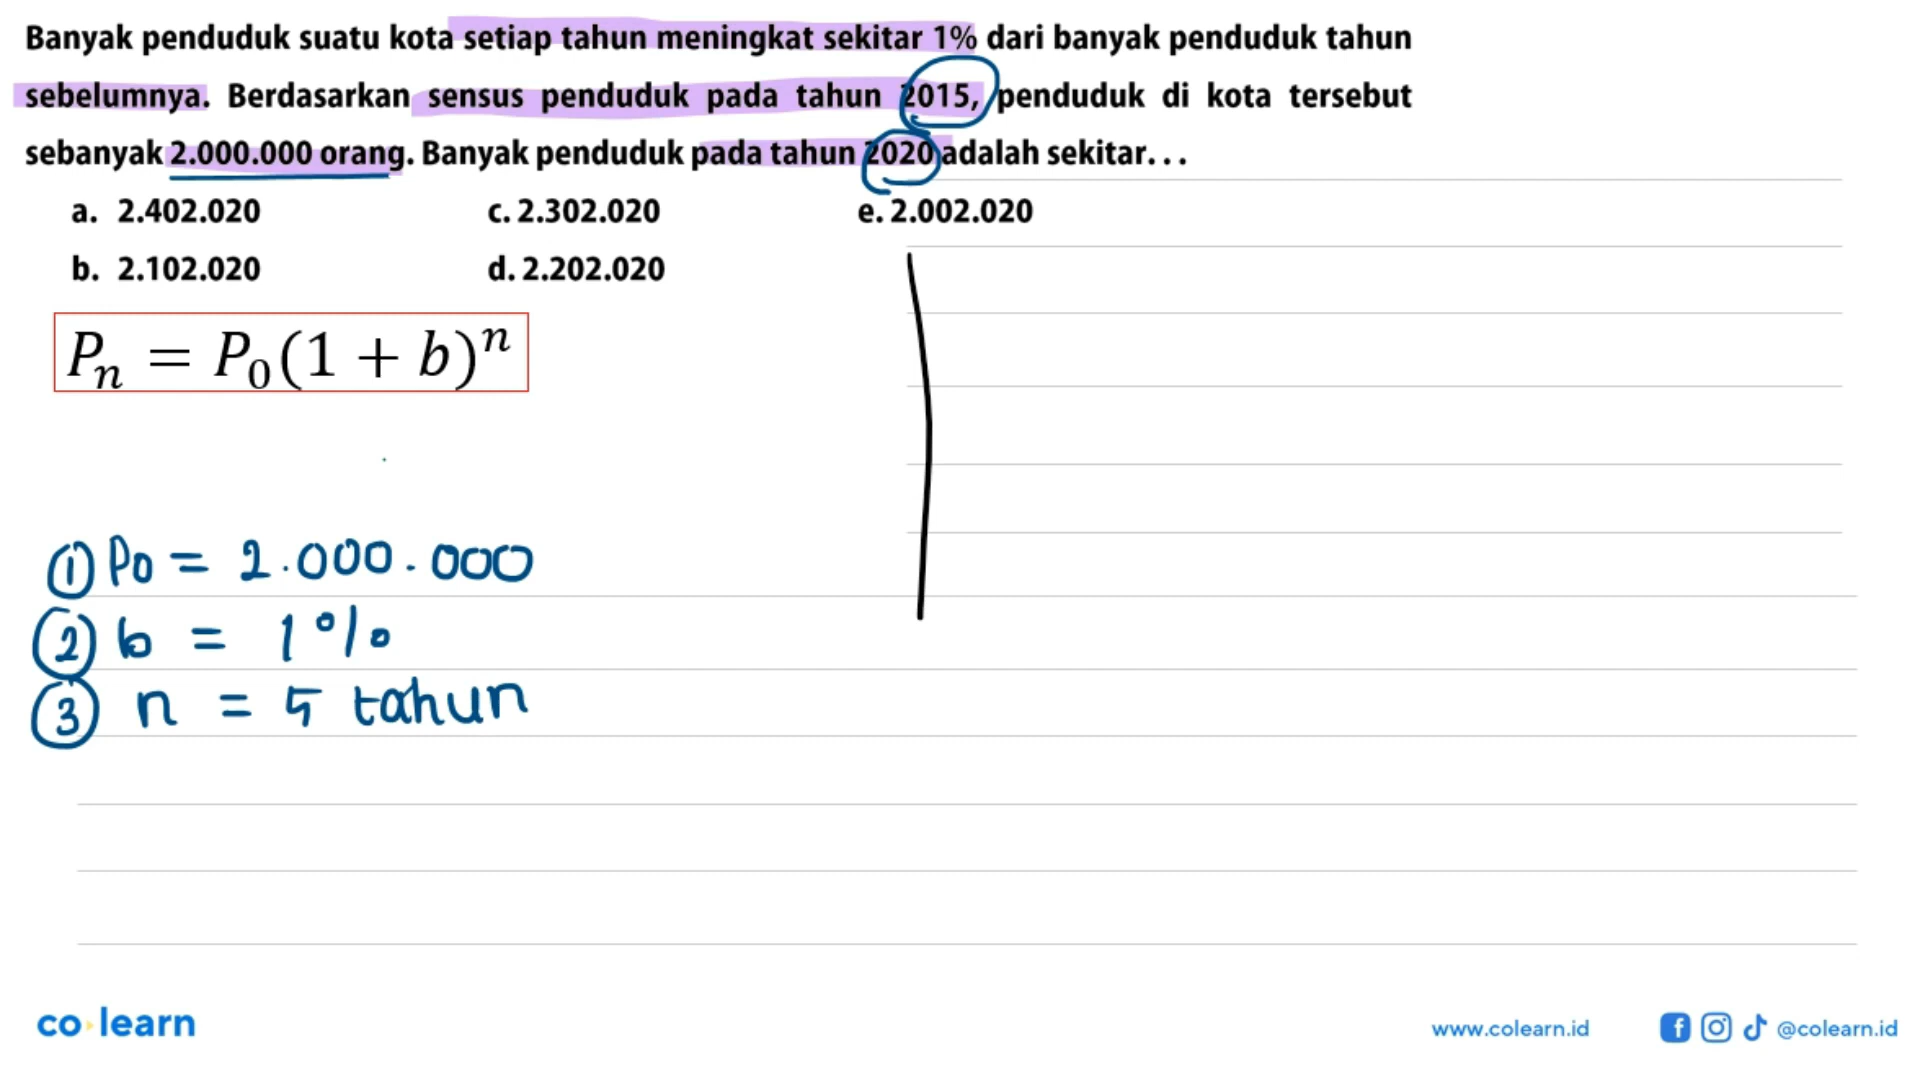 Banyak penduduk suatu kota setiap tahun meningkat sekitar 1% dari banyak penduduk tahun
sebelumnya. Berdasarkan sensus penduduk pada tahun 2015, penduduk di kota tersebut
sebanyak 2.000.000 orang. Banyak penduduk pada tahun 2020 adalah sekitar...
a. 2.402.020 c. 2.302.020 e. 2.002.020
b. 2.102.020 d. 2.202.020
Pₙ = P₀(1 + b)ⁿ
① Po = 2.000.000
② b = 1%
③ n = 5 tahun
co learn
www.colearn.id @colearn.id